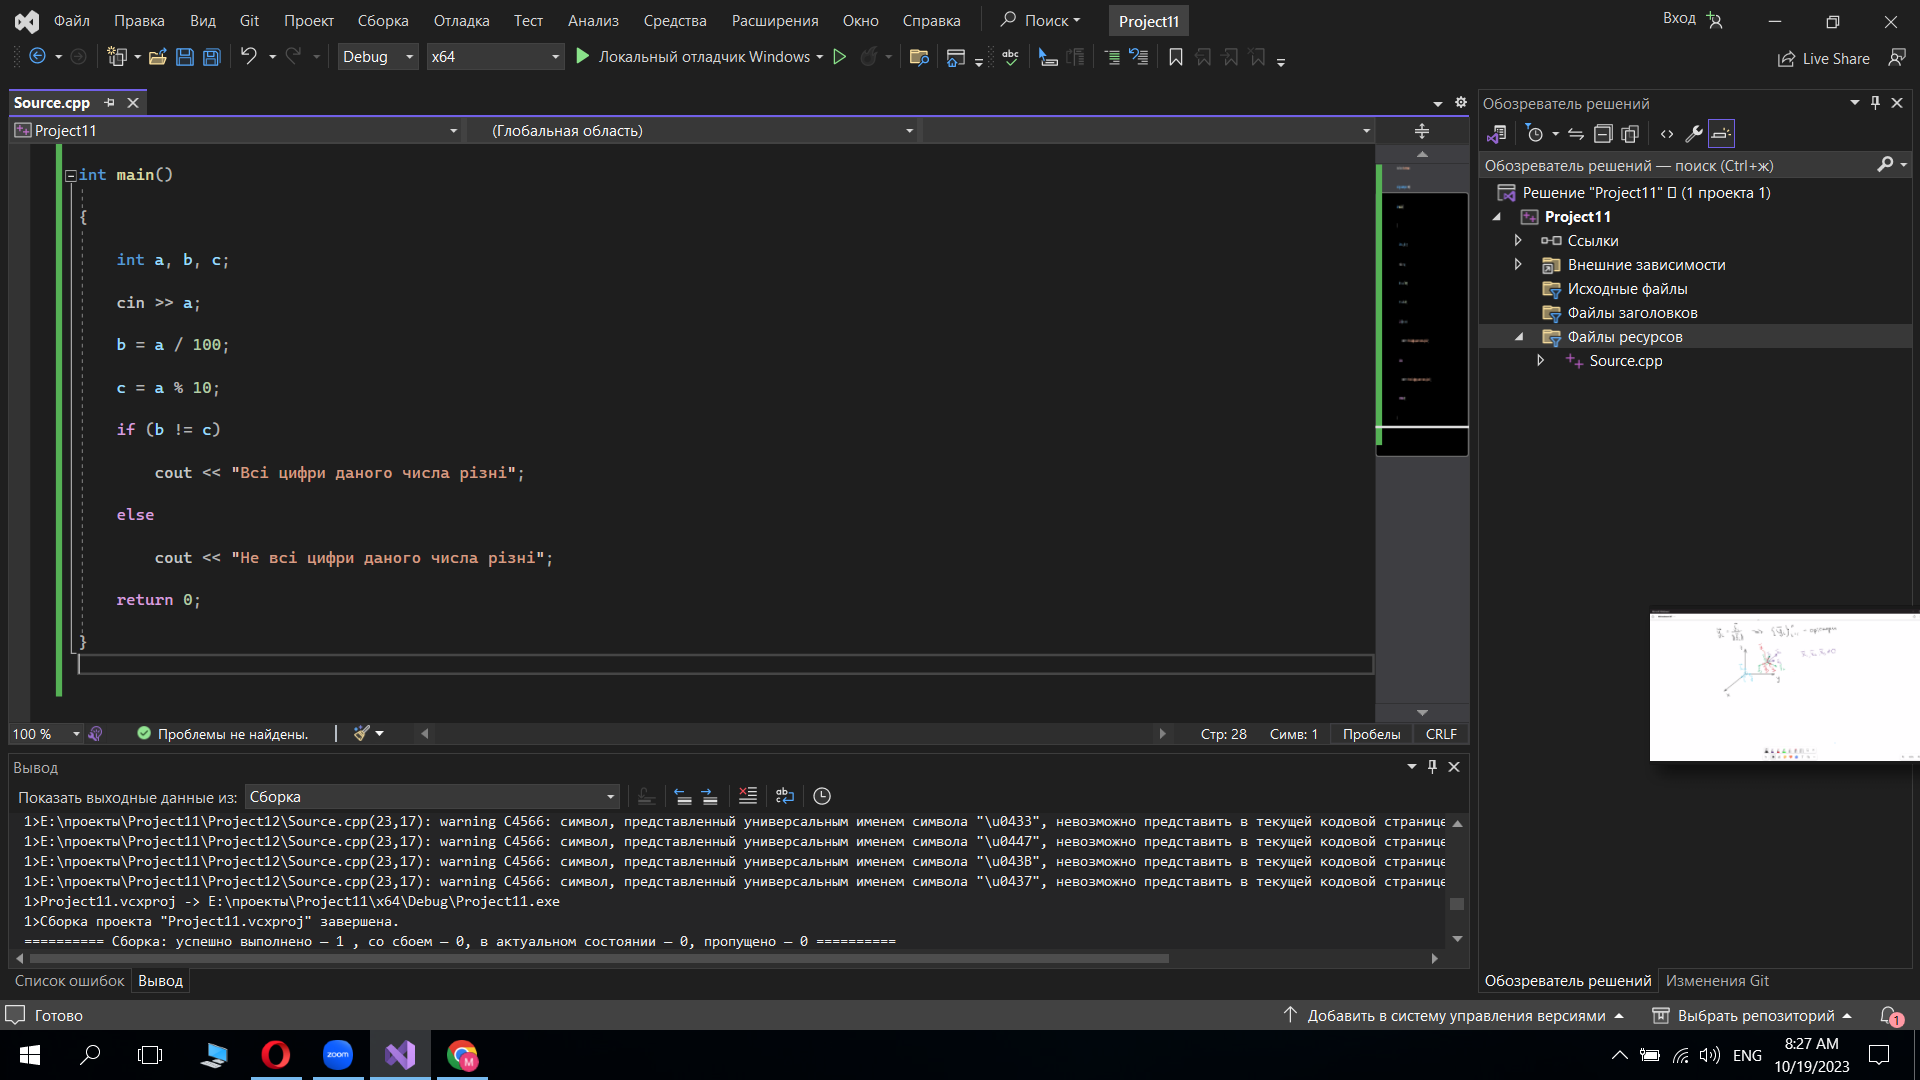 Файл Правка Вид Git Проект Сборка Отладка Тест Анализ Средства Расширения Окно Справка Поиск Project11 Вход
Debug x64 Локальный отладчик Windows Live Share
Source.cpp
Project11 (Глобальная область)
int main()
{
int a, b, c;
cin >> a;
b = a / 100;
c = a % 10;
if (b != c)
cout << "Всі цифри даного числа різні";
else
cout << "Не всі цифри даного числа різні";
return 0;
}
100 % Проблемы не найдены. Стр: 28 Симв: 1 Пробелы CRLF
Вывод
Показать выходные данные из: Сборка
1>E:\проекты\Project11\Project12\Source.cpp(23,17): warning C4566: символ, представленный универсальным именем символа "\u0433", невозможно представить в текущей кодовой странице
1>E:\проекты\Project11\Project12\Source.cpp(23,17): warning C4566: символ, представленный универсальным именем символа "\u0447", невозможно представить в текущей кодовой странице
1>E:\проекты\Project11\Project12\Source.cpp(23,17): warning C4566: символ, представленный универсальным именем символа "\u043B", невозможно представить в текущей кодовой странице
1>E:\проекты\Project11\Project12\Source.cpp(23,17): warning C4566: символ, представленный универсальным именем символа "\u0437", невозможно представить в текущей кодовой странице
1>Project11.vcxproj -> E:\проекты\Project11\x64\Debug\Project11.exe
1>Сборка проекта "Project11.vcxproj" завершена.
========== Сборка: успешно выполнено — 1 , со сбоем — 0, в актуальном состоянии — 0, пропущено — 0 ==========
Список ошибок Вывод
Обозреватель решений
Обозреватель решений — поиск (Ctrl+ж)
Решение "Project11" (1 проекта 1)
Project11
Ссылки
Внешние зависимости
Исходные файлы
Файлы заголовков
Файлы ресурсов
Source.cpp
Обозреватель решений Изменения Git
Готово Добавить в систему управления версиями Выбрать репозиторий 1
zoom M ENG 8:27 AM
10/19/2023